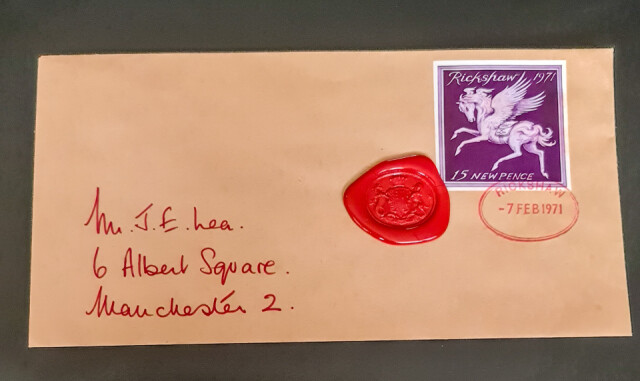 Rickshaw 1971
15 NEW PENCE
RICKSHAW
-7 FEB 1971
Mr. J. E. Lea.
6 Albert Square.
Manchester 2.